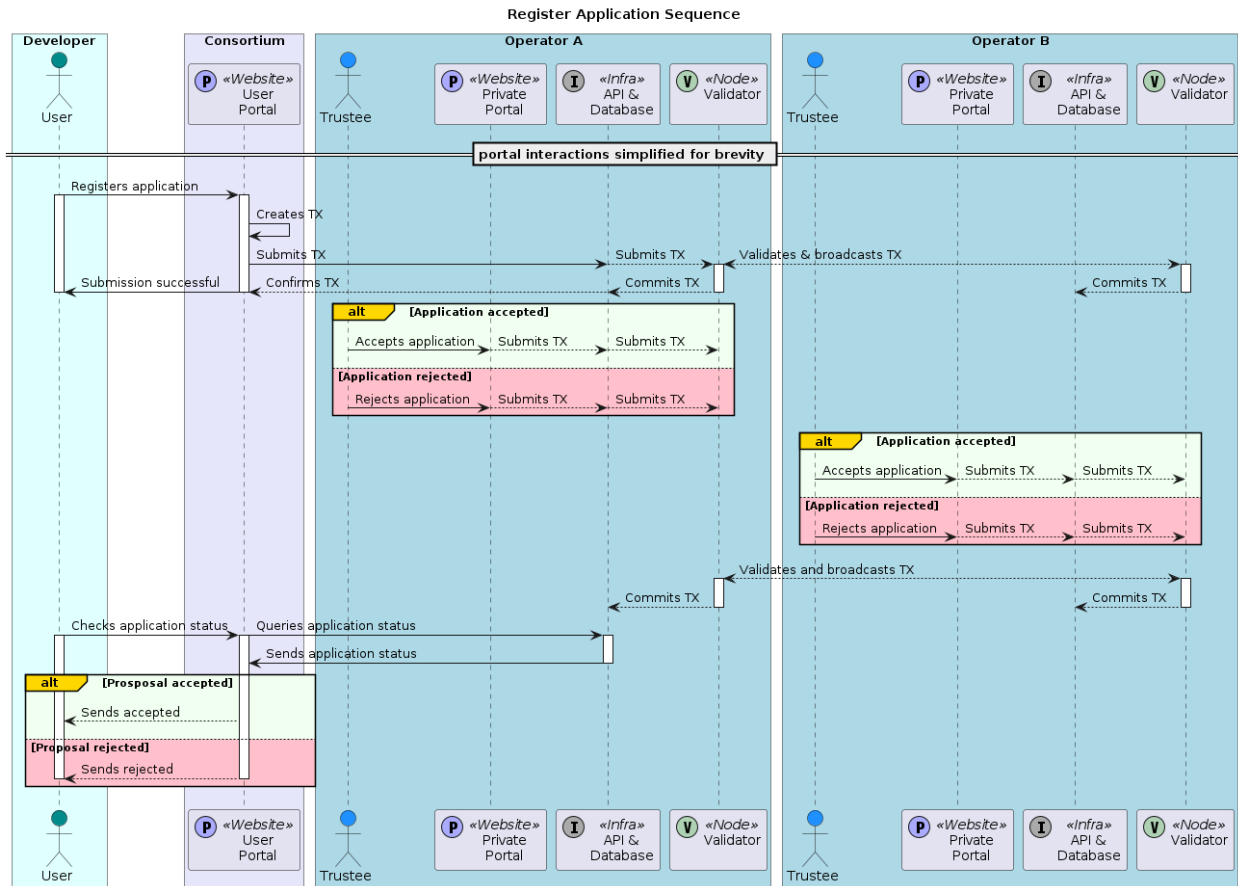 Register Application Sequence
Developer
Consortium
Operator A
Operator B
User
P «Website»
User
Portal
Trustee
P «Website»
Private
Portal
I «Infra»
API &
Database
V «Node»
Validator
Trustee
P «Website»
Private
Portal
I «Infra»
API &
Database
V «Node»
Validator
portal interactions simplified for brevity
Registers application
Creates TX
Submits TX
Submits TX
Validates & broadcasts TX
Submission successful
Confirms TX
Commits TX
Commits TX
alt [Application accepted]
Accepts application
Submits TX
Submits TX
[Application rejected]
Rejects application
Submits TX
Submits TX
alt [Application accepted]
Accepts application
Submits TX
Submits TX
[Application rejected]
Rejects application
Submits TX
Submits TX
Validates and broadcasts TX
Commits TX
Commits TX
Checks application status
Queries application status
Sends application status
alt [Prosposal accepted]
Sends accepted
[Proposal rejected]
Sends rejected
User
P «Website»
User
Portal
Trustee
P «Website»
Private
Portal
I «Infra»
API &
Database
V «Node»
Validator
Trustee
P «Website»
Private
Portal
I «Infra»
API &
Database
V «Node»
Validator